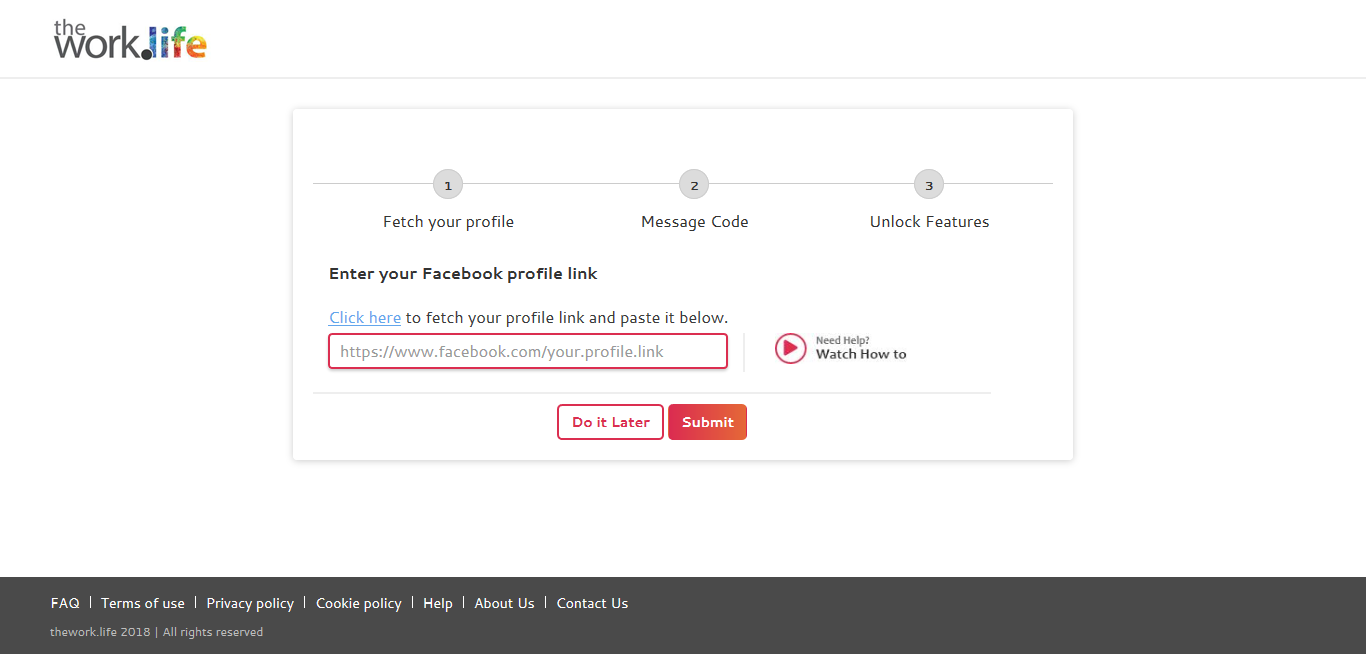 the
work.life
1 2 3
Fetch your profile Message Code Unlock Features
Enter your Facebook profile link
Click here to fetch your profile link and paste it below.
https://www.facebook.com/your.profile.link
Need Help?
Watch How to
Do it Later Submit
FAQ | Terms of use | Privacy policy | Cookie policy | Help | About Us | Contact Us
thework.life 2018 | All rights reserved